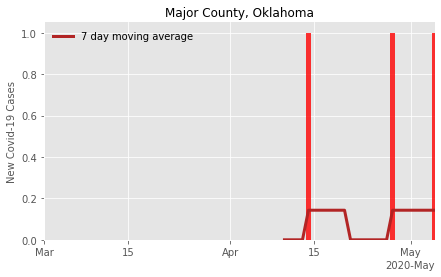 Major County, Oklahoma
7 day moving average
New Covid-19 Cases
1.0
0.8
0.6
0.4
0.2
0.0
Mar 15 Apr 15 May
2020-May